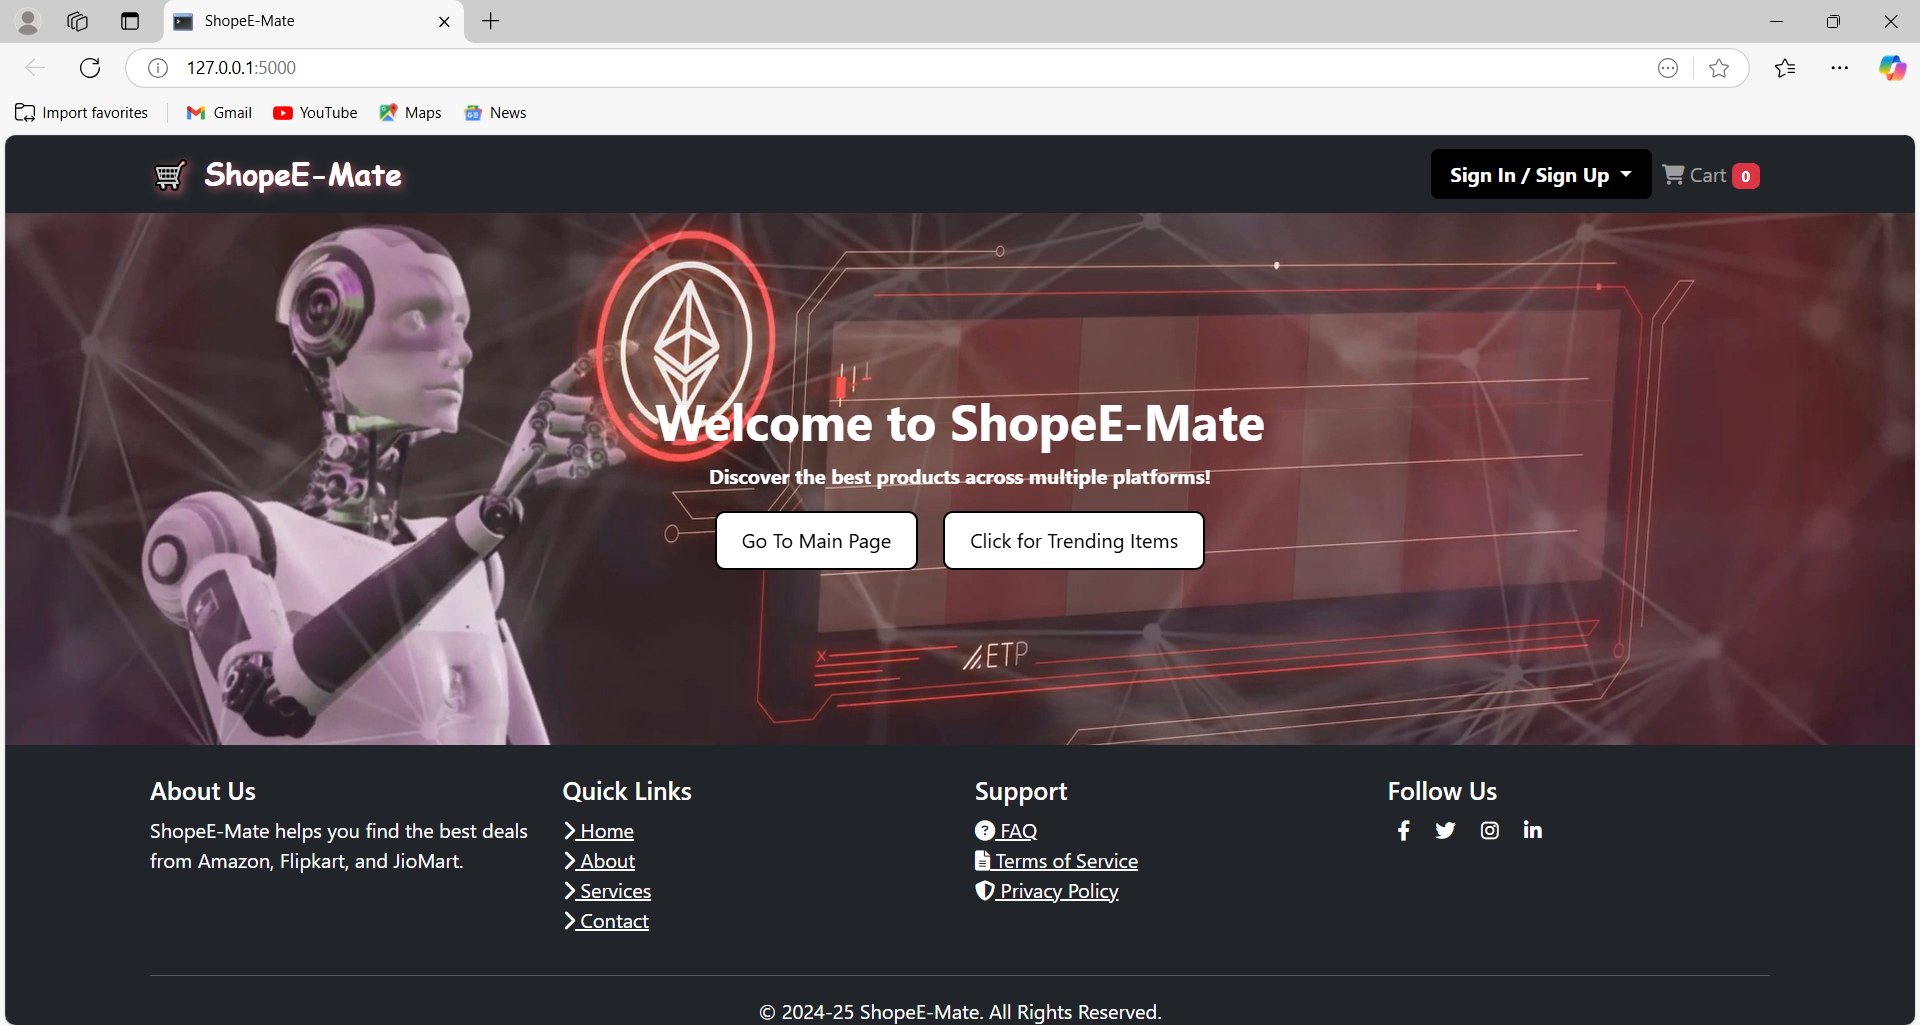 ShopeE-Mate
127.0.0.1:5000
Import favorites
Gmail
YouTube
Maps
News
ShopeE-Mate
Sign In / Sign Up
Cart 0
Welcome to ShopeE-Mate
Discover the best products across multiple platforms!
Go To Main Page
Click for Trending Items
ETP
About Us
ShopeE-Mate helps you find the best deals
from Amazon, Flipkart, and JioMart.
Quick Links
Home
About
Services
Contact
Support
FAQ
Terms of Service
Privacy Policy
Follow Us
© 2024-25 ShopeE-Mate. All Rights Reserved.